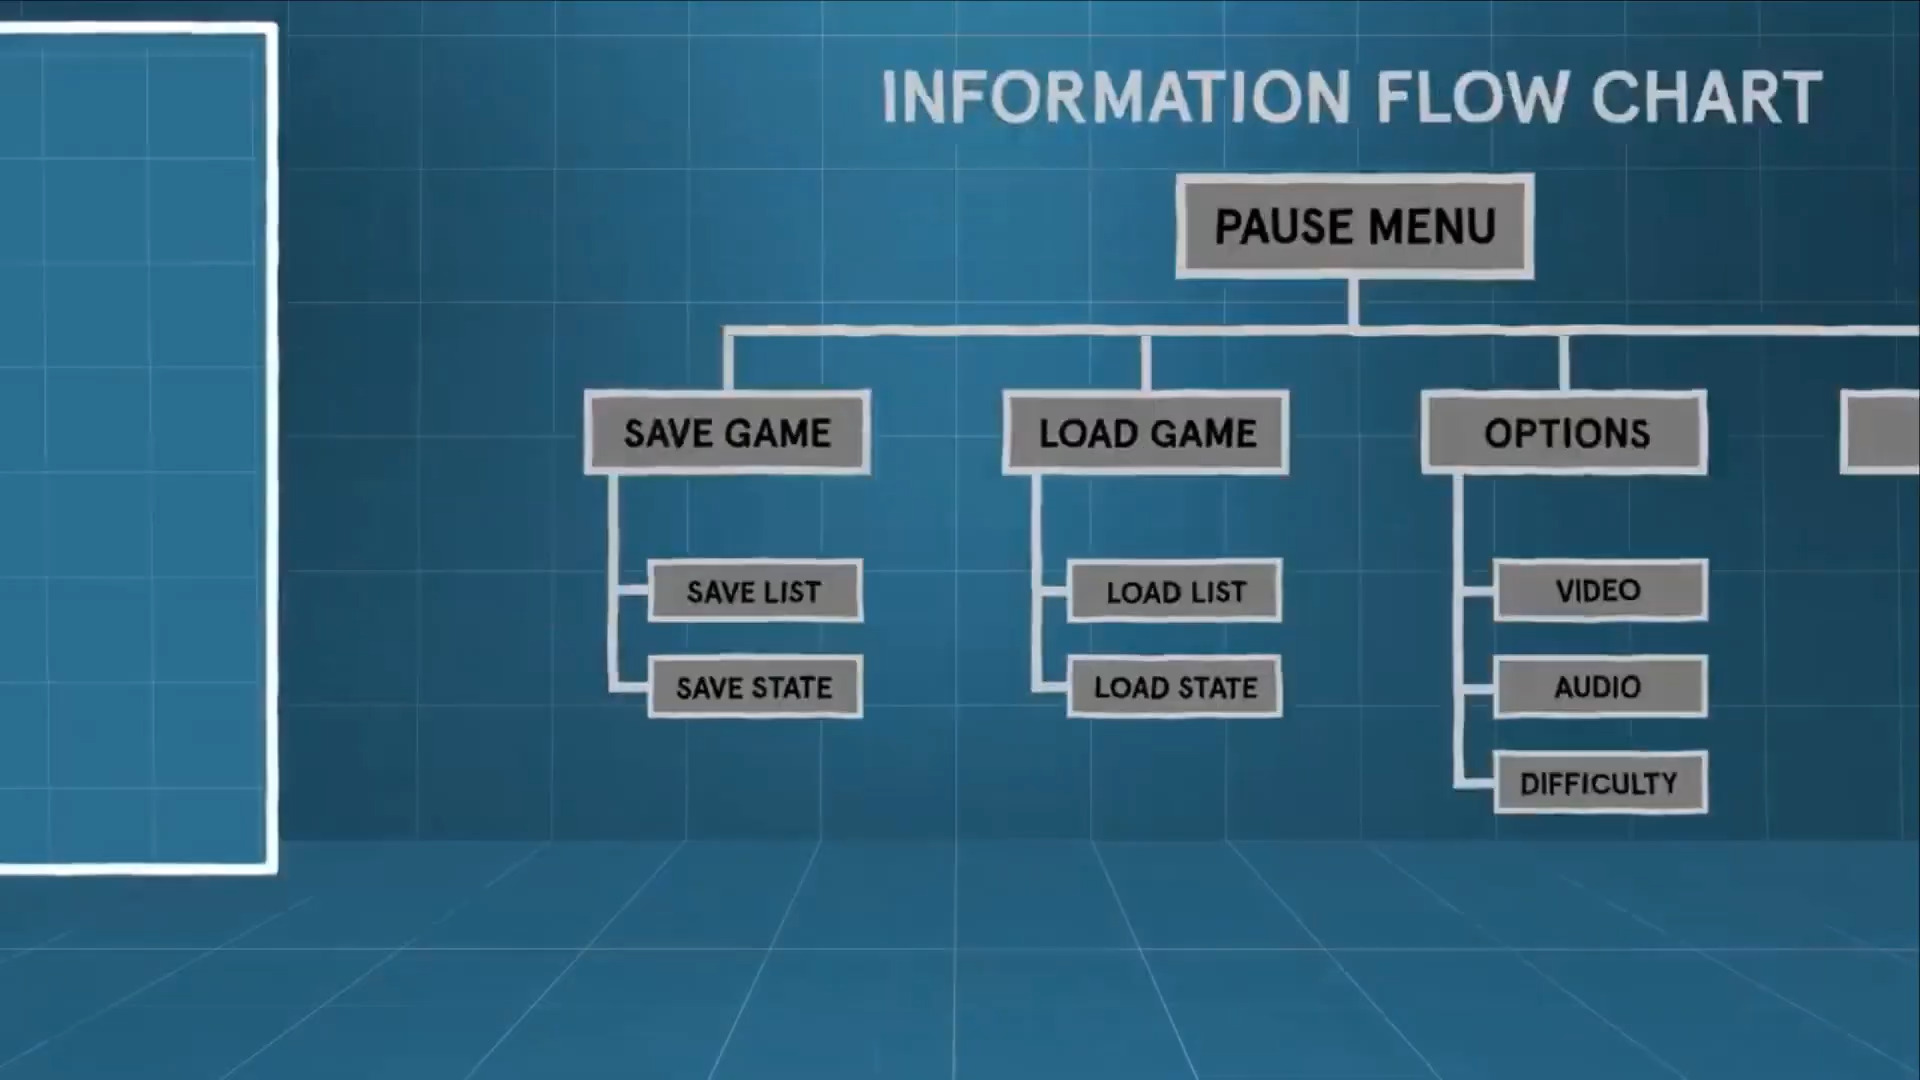 INFORMATION FLOW CHART
PAUSE MENU
SAVE GAME
LOAD GAME
OPTIONS
SAVE LIST
LOAD LIST
VIDEO
SAVE STATE
LOAD STATE
AUDIO
DIFFICULTY